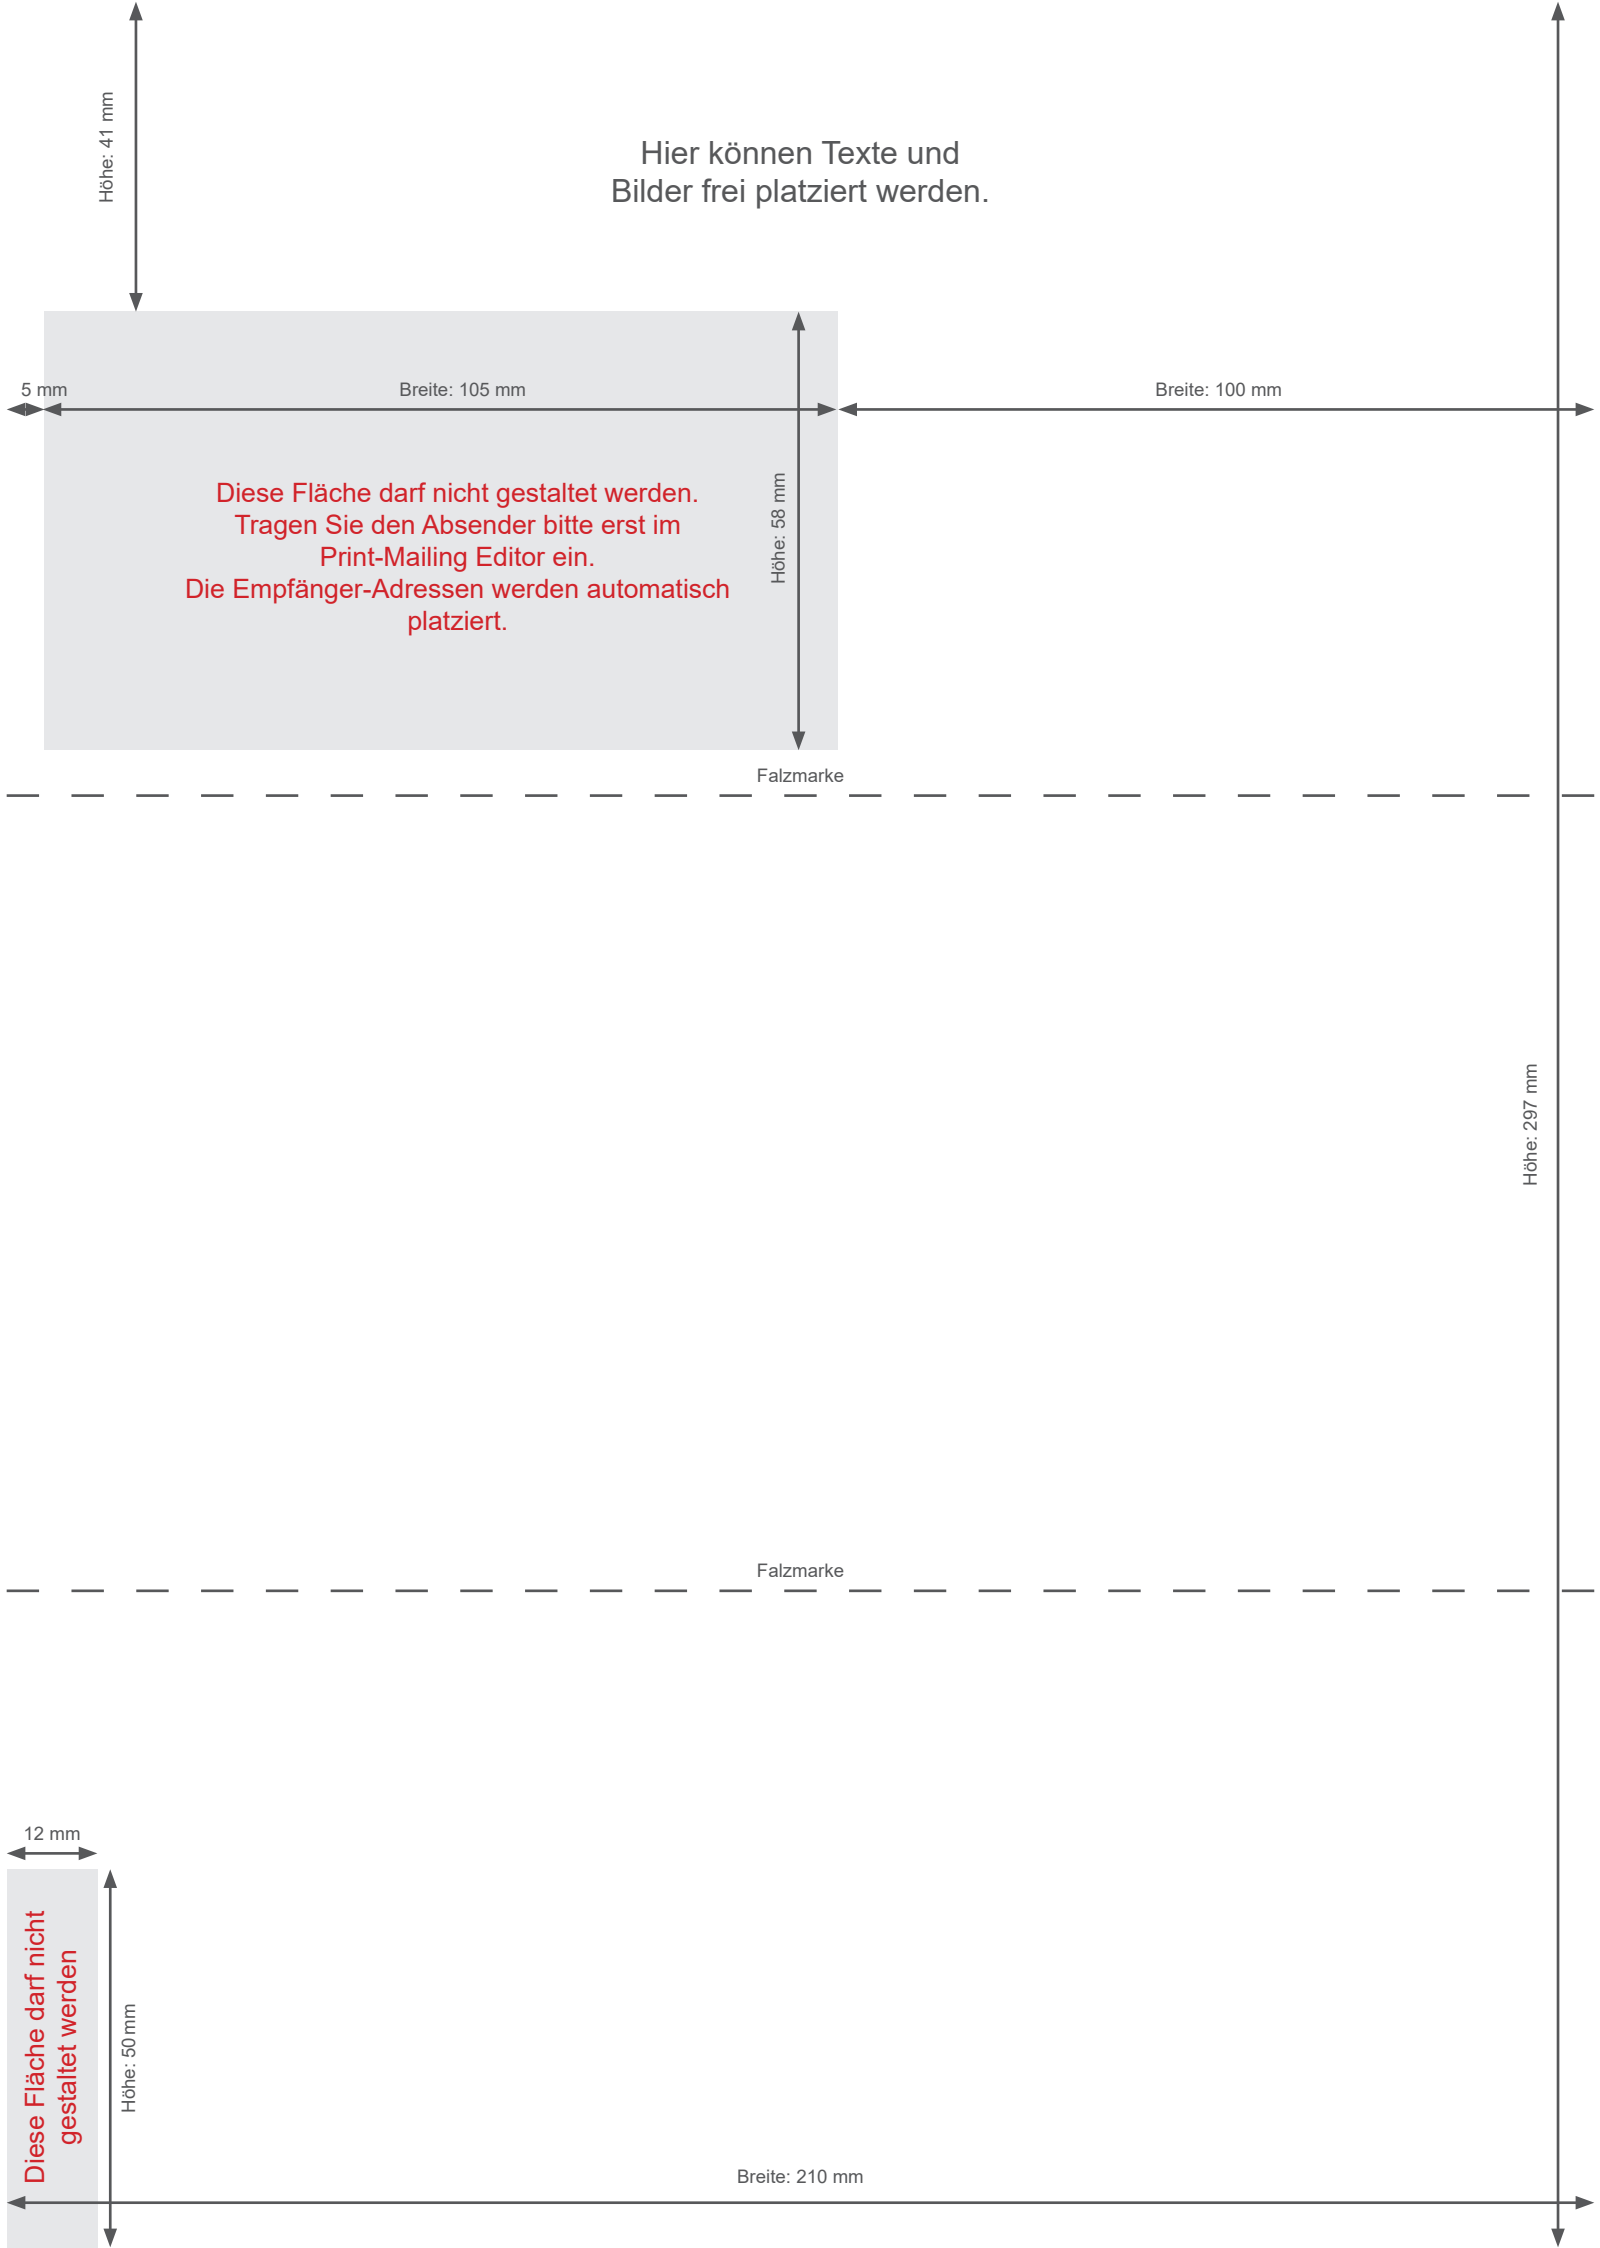 Höhe: 41 mm
Hier können Texte und
Bilder frei platziert werden.
5 mm
Breite: 105 mm
Breite: 100 mm
Diese Fläche darf nicht gestaltet werden.
Tragen Sie den Absender bitte erst im
Print-Mailing Editor ein.
Die Empfänger-Adressen werden automatisch
platziert.
Höhe: 58 mm
Falzmarke
Höhe: 297 mm
Falzmarke
12 mm
Diese Fläche darf nicht
gestaltet werden
Höhe: 50 mm
Breite: 210 mm